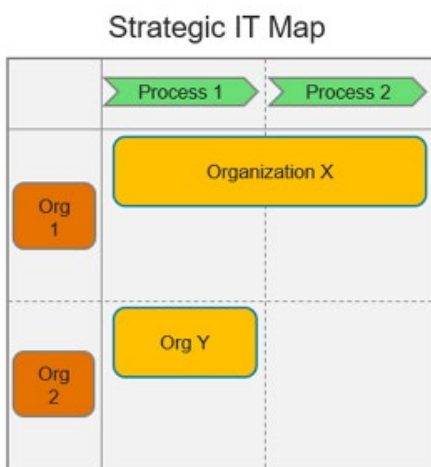 Strategic IT Map
Process 1
Process 2
Organization X
Org
1
Org Y
Org
2